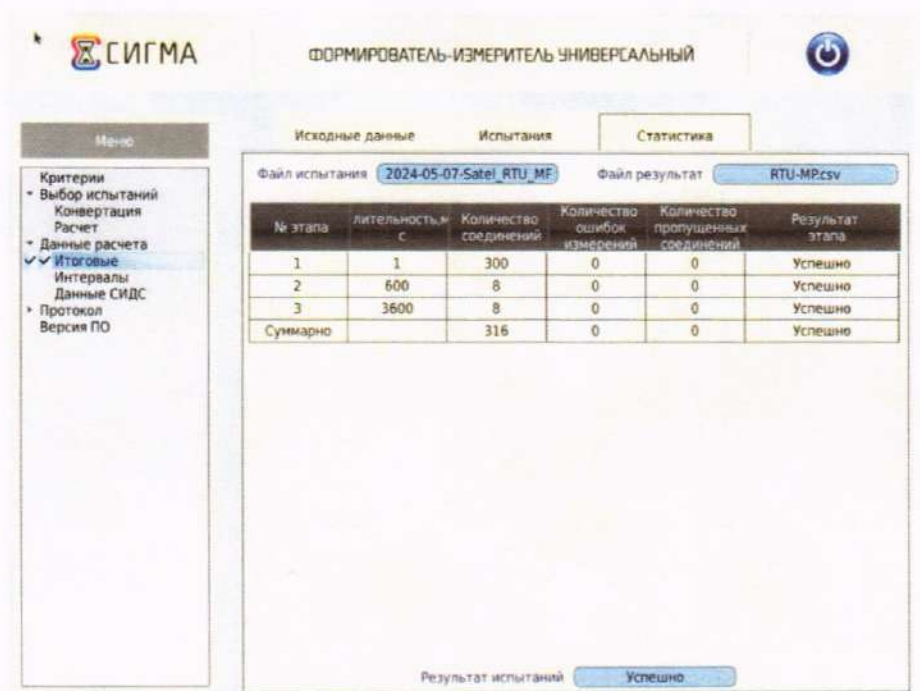 СИГМА
ФОРМИРОВАТЕЛЬ-ИЗМЕРИТЕЛЬ УНИВЕРСАЛЬНЫЙ
Меню
Исходные данные Испытания Статистика
Критерии
Выбор испытаний
Конвертация
Расчет
Данные расчета
Итоговые
Интервалы
Данные СИДС
Протокол
Версия ПО
Файл испытания 2024-05-07-Satel_RTU_MF Файл результат RTU-MP.csv
№ этапа лительность,м с Количество соединений Количество ошибок измерений Количество пропущенных соединений Результат этапа
1 1 300 0 0 Успешно
2 600 8 0 0 Успешно
3 3600 8 0 0 Успешно
Суммарно 316 0 0 Успешно
Результат испытаний Успешно